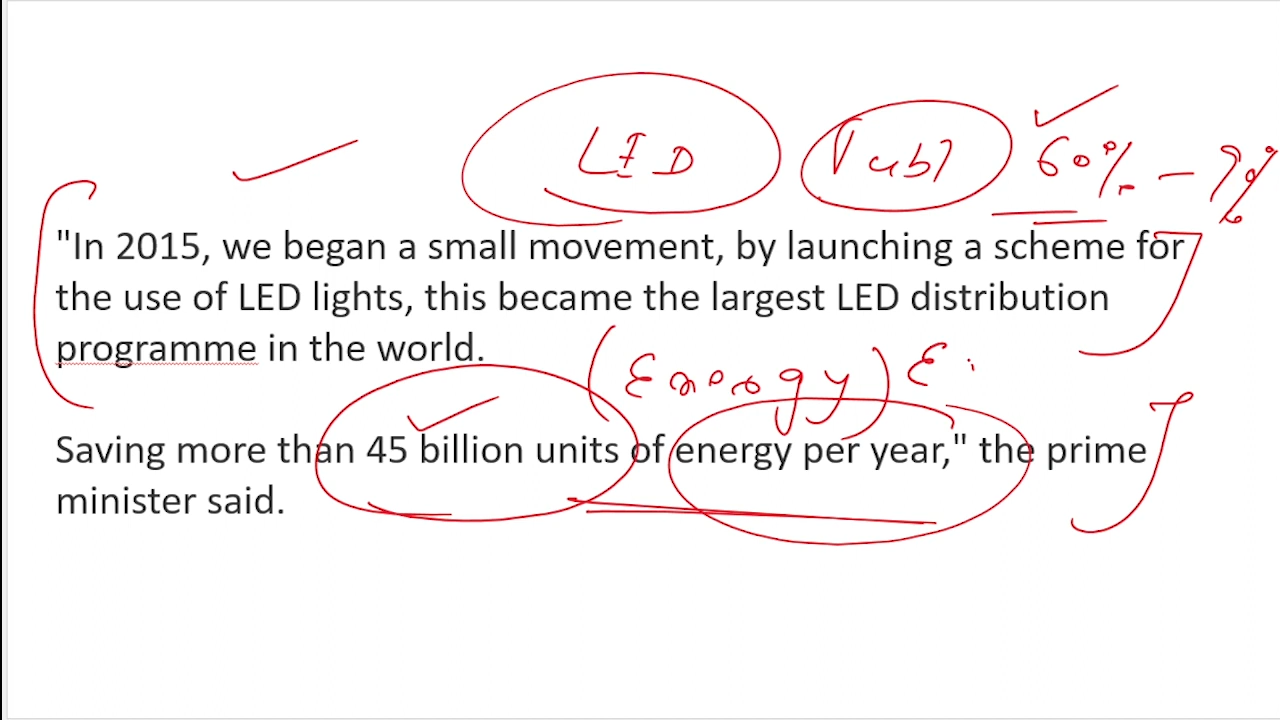 LED 60% -
"In 2015, we began a small movement, by launching a scheme for
the use of LED lights, this became the largest LED distribution
programme in the world.
(Energy) E
Saving more than 45 billion units of energy per year," the prime
minister said.